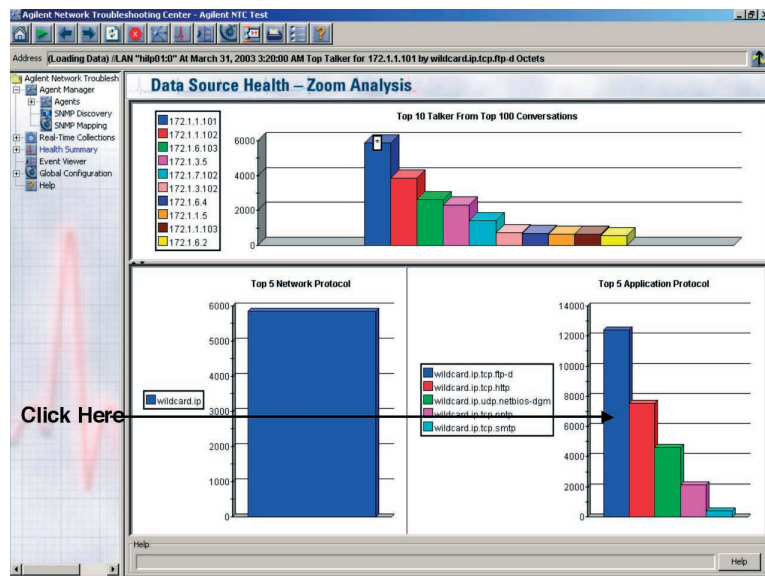 Agilent Network Troubleshooting Center - Agilent NTC Test
Address (Loading Data) //LAN "hilp01:0" At March 31, 2003 3:20:00 AM Top Talker for 172.1.1.101 by wildcard.ip.tcp.ftp-d Octets
Agilent Network Troublesh
Agent Manager
Agents
SNMP Discovery
SNMP Mapping
Real-Time Collections
Health Summary
Event Viewer
Global Configuration
Help
Data Source Health – Zoom Analysis
Top 10 Talker From Top 100 Conversations
172.1.1.101
172.1.1.102
172.1.6.103
172.1.3.5
172.1.7.102
172.1.3.102
172.1.6.4
172.1.1.5
172.1.1.103
172.1.6.2
6000
4000
2000
0
*
Top 5 Network Protocol
wildcard.ip
6000
5000
4000
3000
2000
1000
0
Top 5 Application Protocol
wildcard.ip.tcp.ftp-d
wildcard.ip.tcp.http
wildcard.ip.udp.netbios-dgm
wildcard.ip.tcp.nntp
wildcard.ip.tcp.smtp
14000
12000
10000
8000
6000
4000
2000
0
Click Here
Help
Help